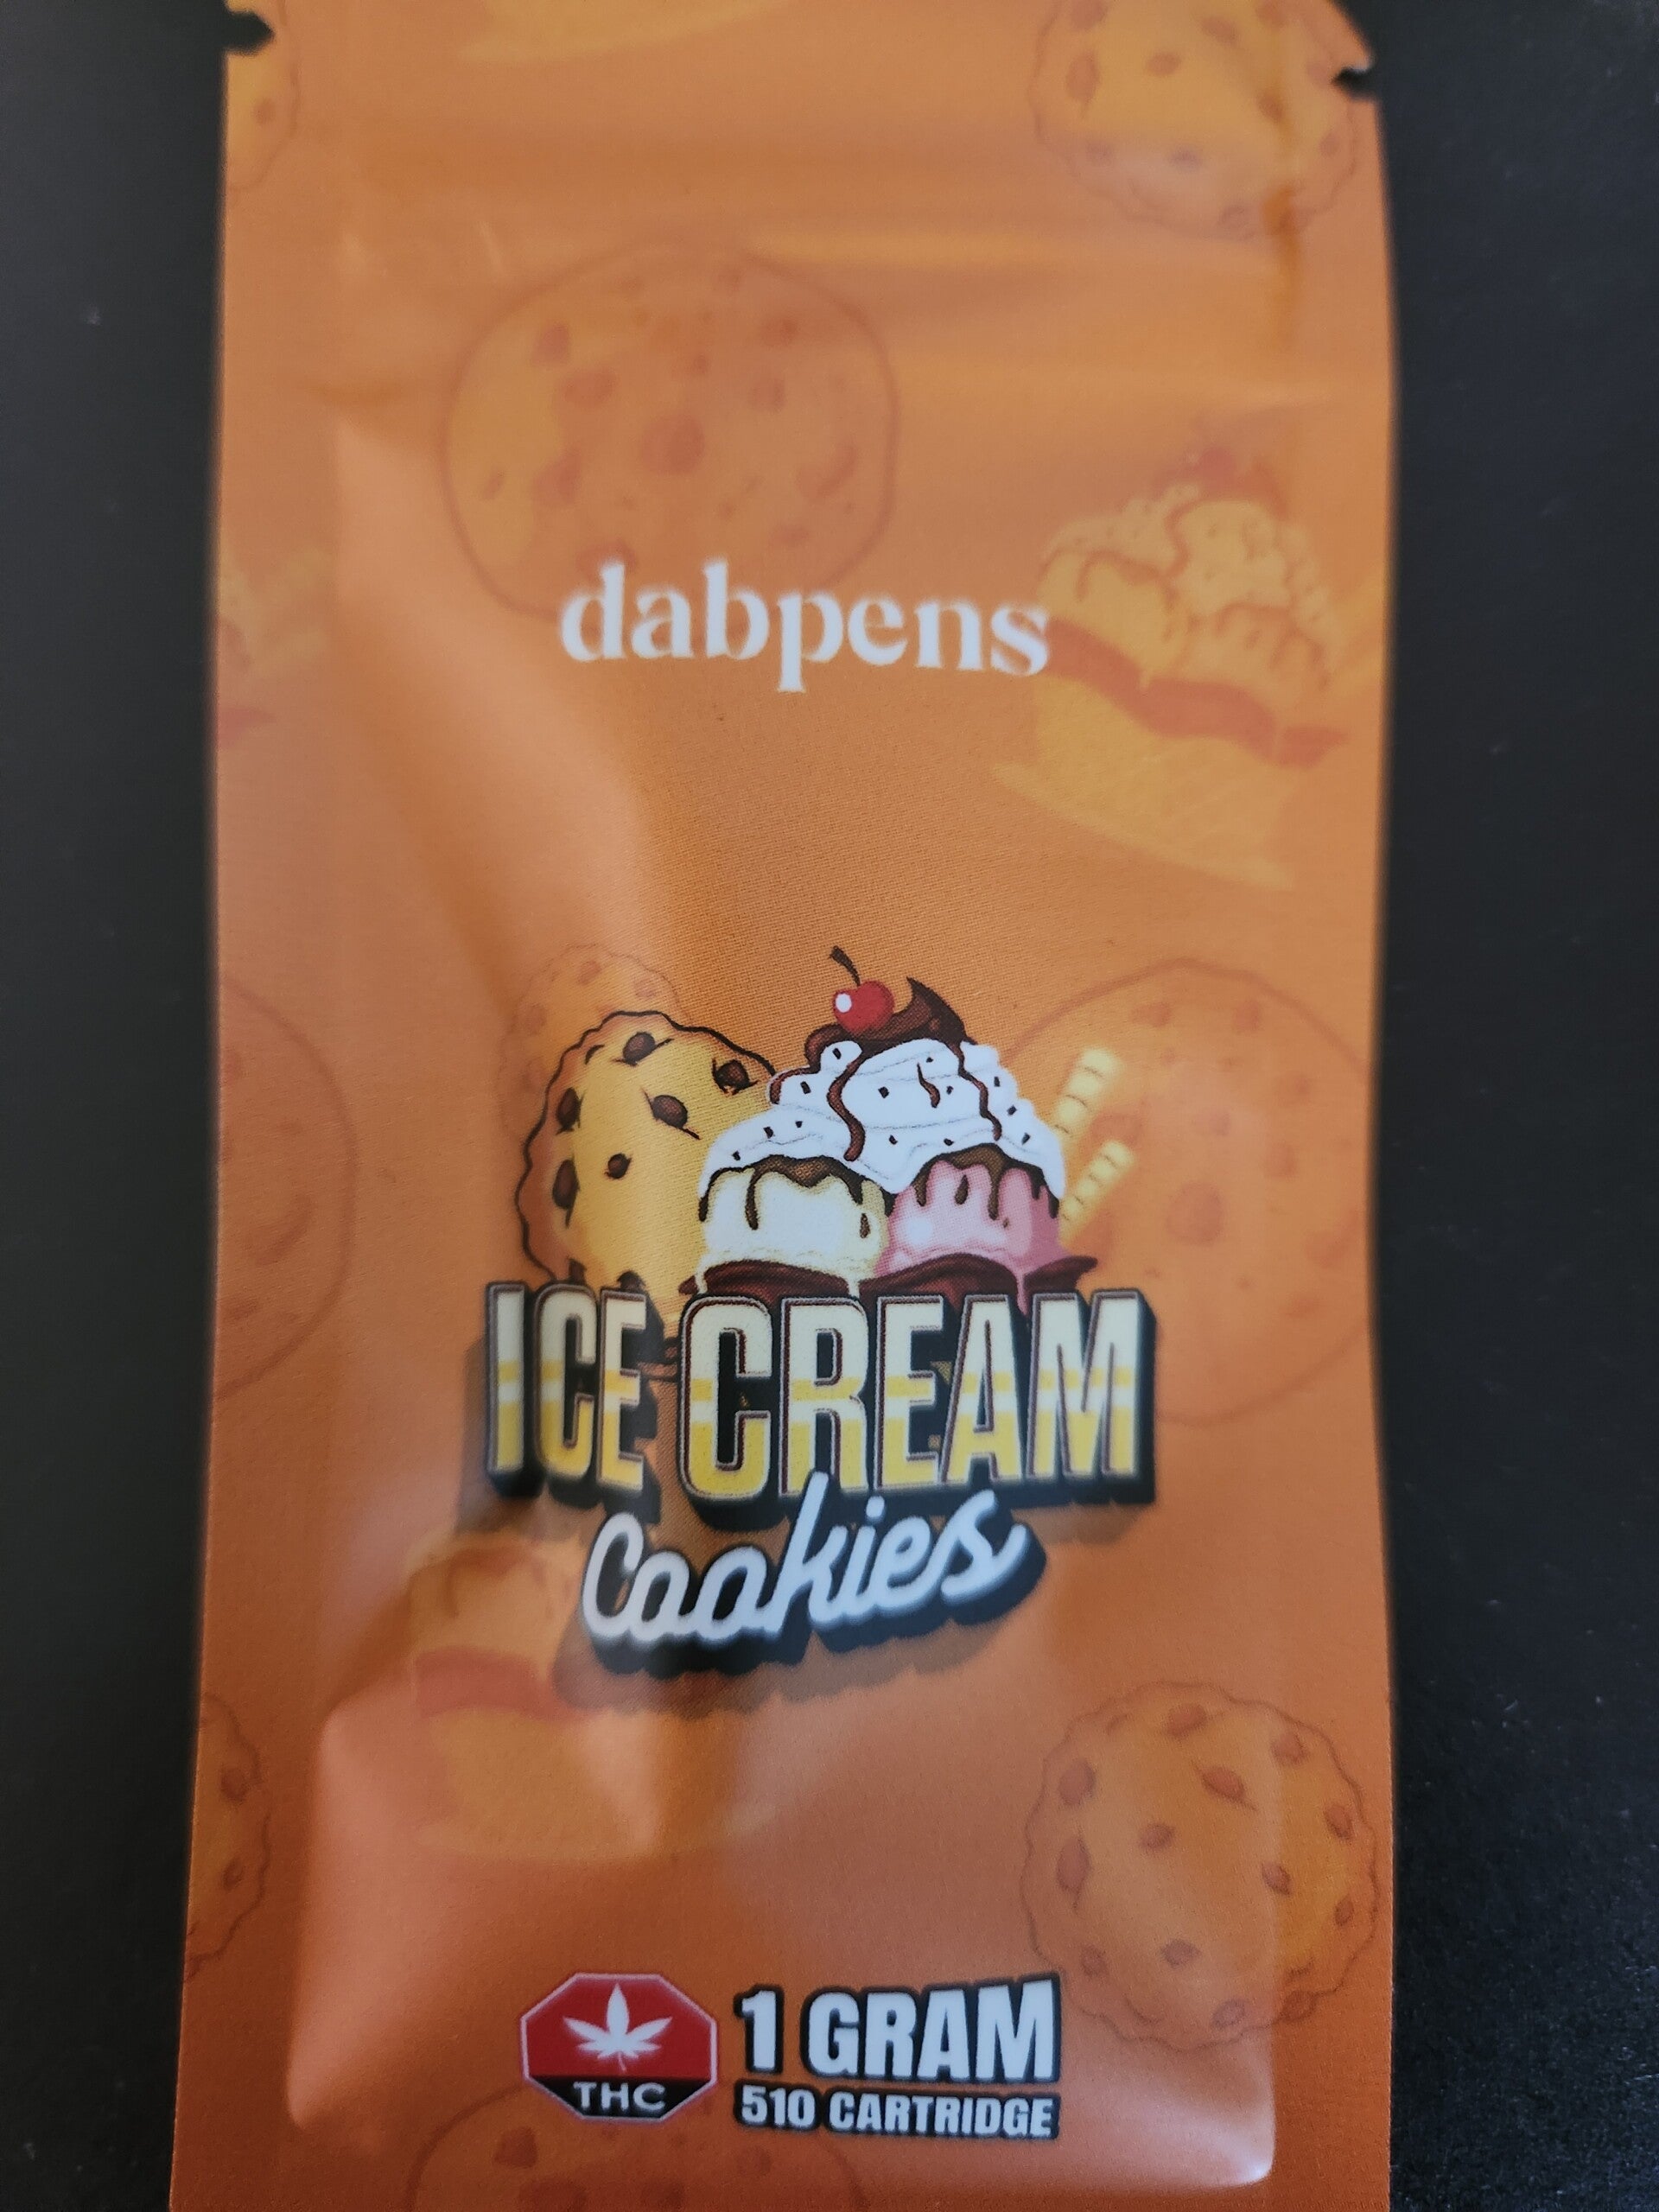 dabpens
ICE CREAM
Cookies
THC
1 GRAM
510 CARTRIDGE